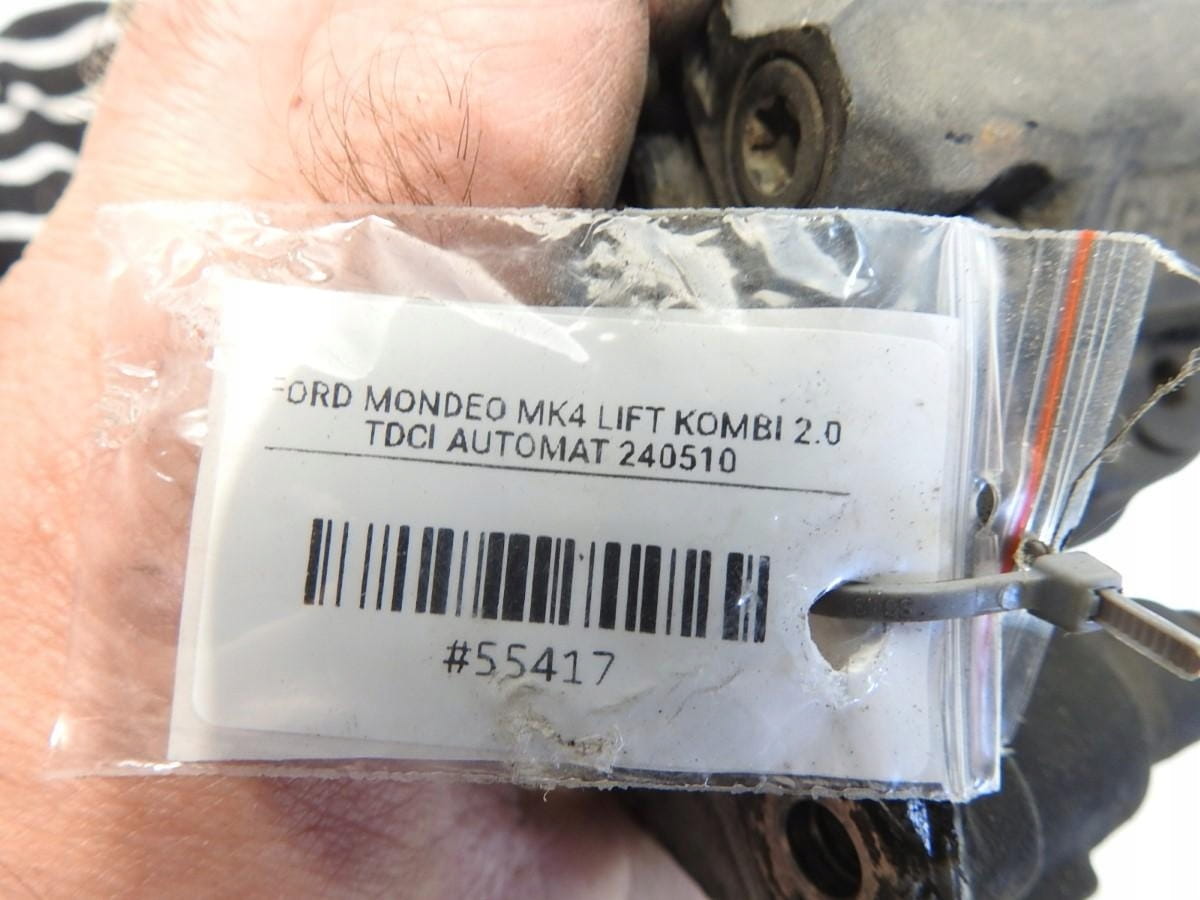 FORD MONDEO MK4 LIFT KOMBI 2.0
TDCI AUTOMAT 240510
#55417